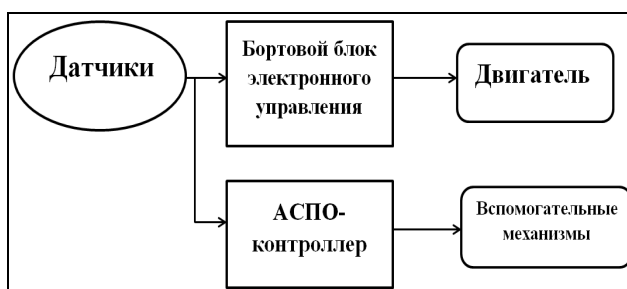 Датчики
Бортовой блок
электронного
управления
Двигатель
АСПО-
контроллер
Вспомогательные
механизмы